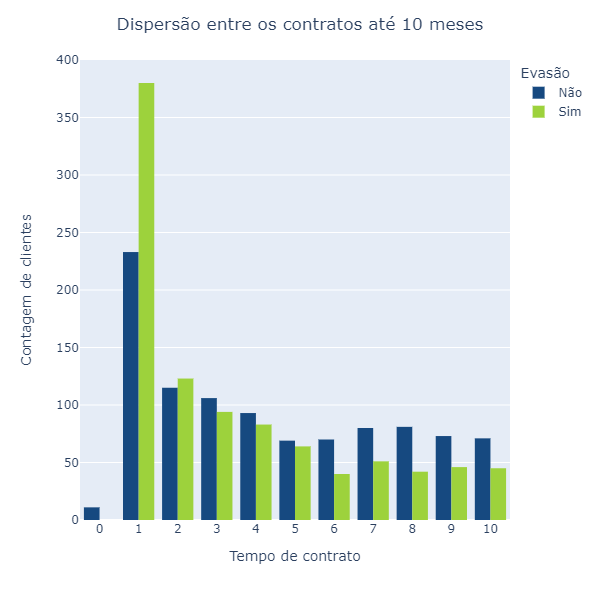 Dispersão entre os contratos até 10 meses
Evasão
Não
Sim
400
350
300
250
200
150
100
50
0
Contagem de clientes
0 1 2 3 4 5 6 7 8 9 10
Tempo de contrato